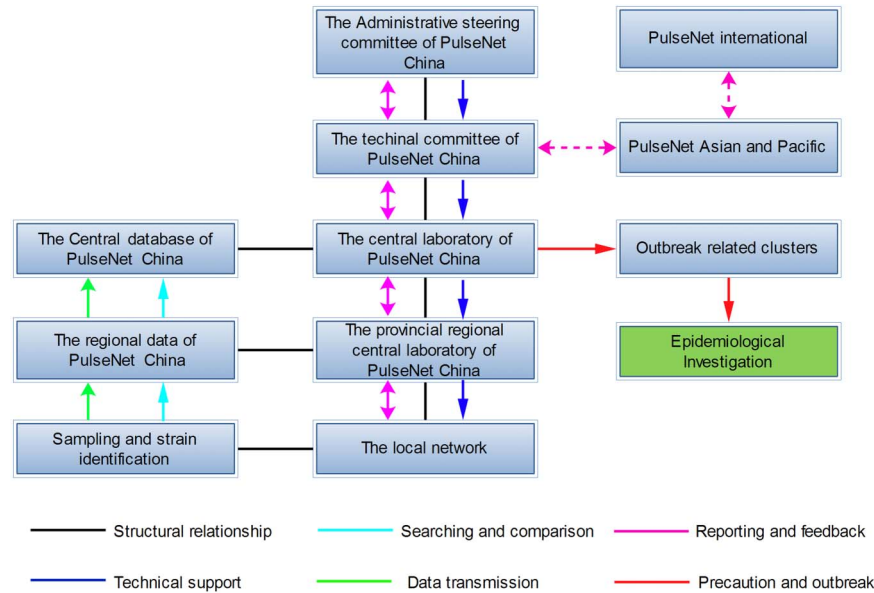 The Administrative steering
committee of PulseNet
China
PulseNet international
The techinal committee of
PulseNet China
PulseNet Asian and Pacific
The Central database of
PulseNet China
The central laboratory of
PulseNet China
Outbreak related clusters
The regional data of
PulseNet China
The provincial regional
central laboratory of
PulseNet China
Epidemiological
Investigation
Sampling and strain
identification
The local network
Structural relationship
Searching and comparison
Reporting and feedback
Technical support
Data transmission
Precaution and outbreak